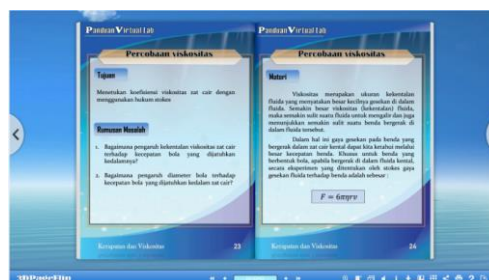 Panduan Virtual Lab
Percobaan viskositas
Tujuan
Menetukan koefisiensi viskositas zat cair dengan
menggunakan hukum stokes
Rumusan Masalah
1. Bagaimana pengaruh kekentalan viskositas zat cair
terhadap kecepatan bola yang dijatuhkan
kedalamnya?
2. Bagaimana pengaruh diameter bola terhadap
kecepatan bola yang dijatuhkan kedalam zat cair?
Kerapatan dan Viskositas 23
Panduan Virtual Lab
Percobaan viskositas
Materi
Viskositas merupakan ukuran kekentalan
fluida yang menyatakan besar kecilnya gesekan di dalam
fluida. Semakin besar viskositas (kekentalan) fluida,
maka semakin sulit suatu fluida untuk mengalir dan juga
menunjukkan semakin sulit suatu benda bergerak di
dalam fluida tersebut.
Dalam hal ini gaya gesekan pada benda yang
bergerak dalam zat cair kental dapat kita ketahui melalui
besar kecepatan benda. Khusus untuk benda yang
berbentuk bola, apabila bergerak di dalam fluida kental,
secara eksperimen yang ditentukan oleh stokes gaya
gesekan fluida terhadap benda adalah sebesar :
F = 6πηrv
Kerapatan dan Viskositas 24
3DPageFlip